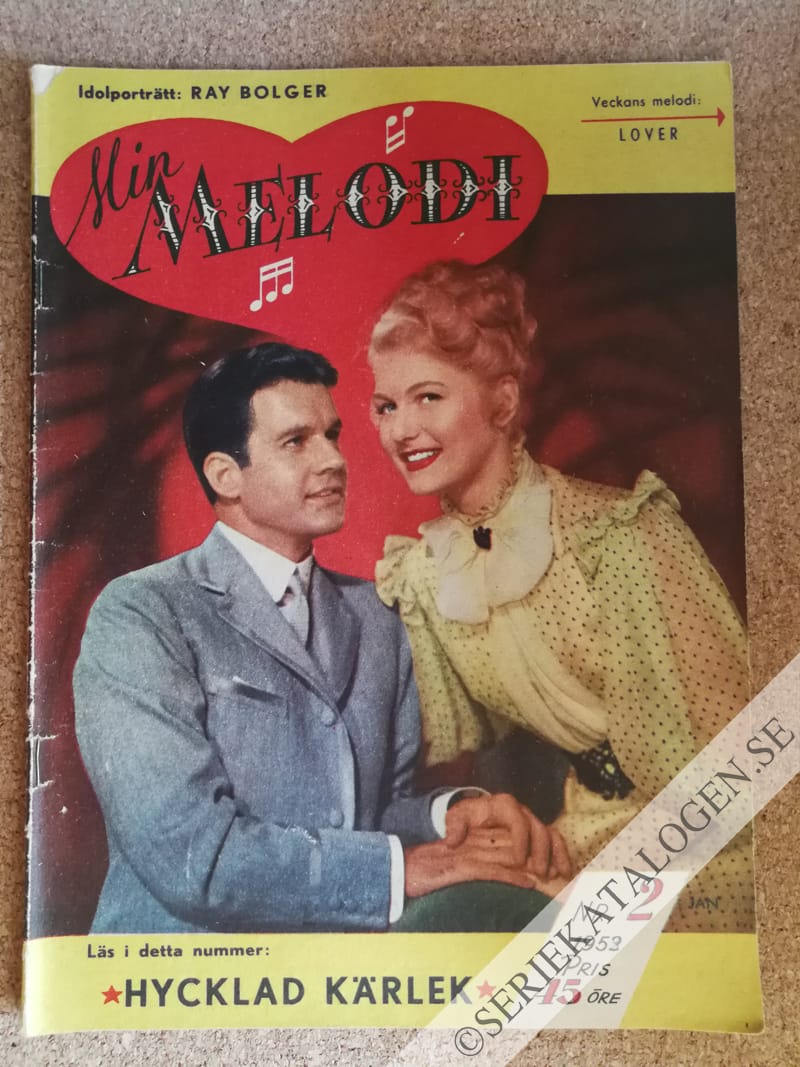 Idolporträtt: RAY BOLGER
Veckans melodi:
LOVER
Min
MELODI
Läs i detta nummer:
★HYCKLAD KÄRLEK★
2 JAN
1953
PRIS
45 ÖRE
©SERIEKATALOGEN.SE